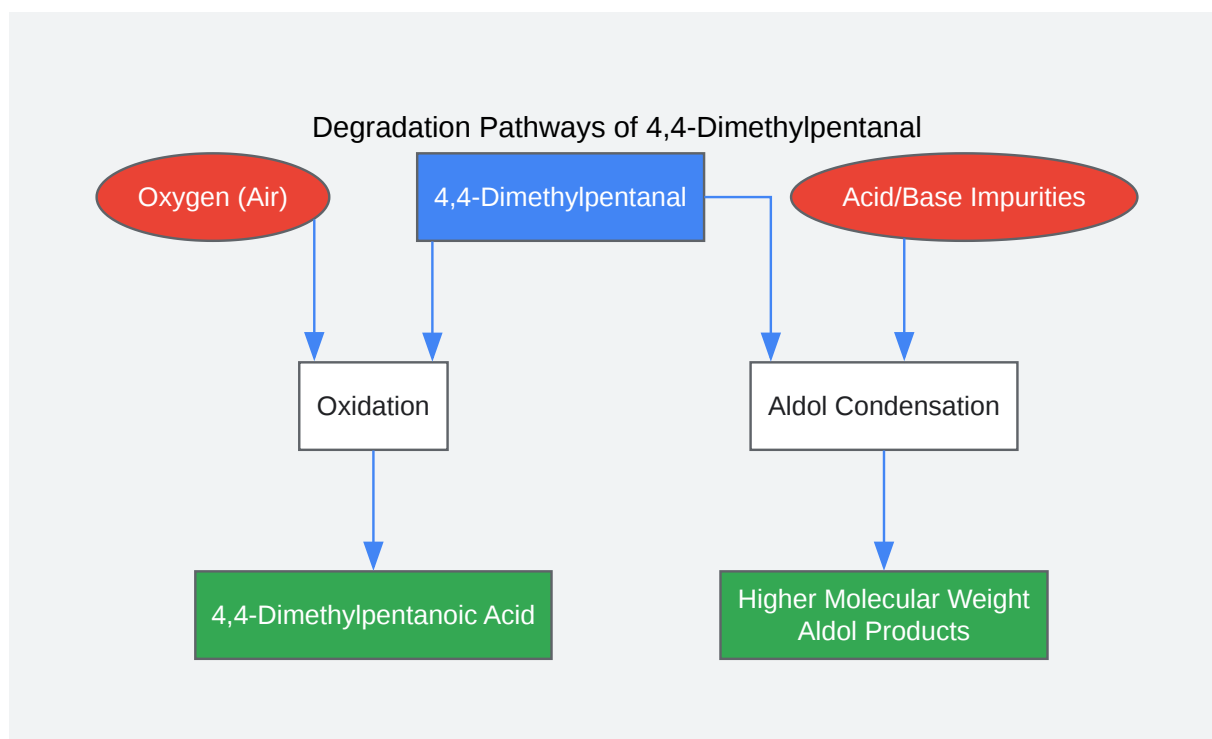 Degradation Pathways of 4,4-Dimethylpentanal
Oxygen (Air)
4,4-Dimethylpentanal
Acid/Base Impurities
Oxidation
Aldol Condensation
4,4-Dimethylpentanoic Acid
Higher Molecular Weight
Aldol Products